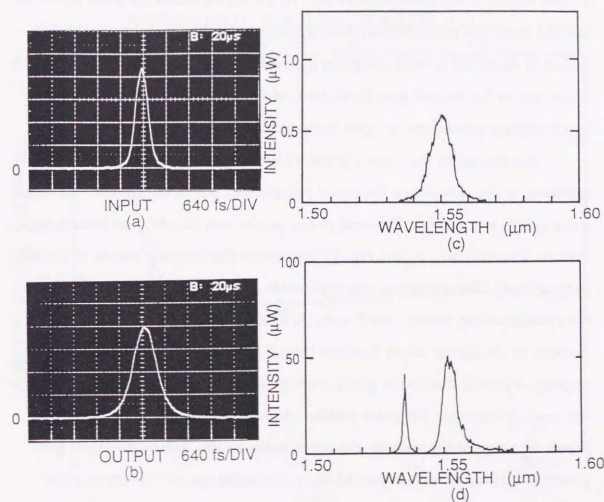 B: 20µs
0
INPUT 640 fs/DIV
(a)
INTENSITY (µW)
1.0
0.5
0
1.50
1.55
1.60
WAVELENGTH (µm)
(c)
B: 20µs
0
OUTPUT 640 fs/DIV
(b)
INTENSITY (µW)
100
50
0
1.50
1.55
1.60
WAVELENGTH (µm)
(d)